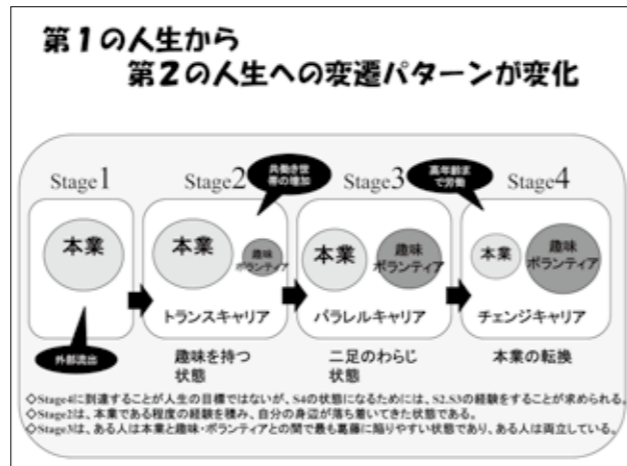 第1の人生から
第2の人生への変遷パターンが変化
Stage1
Stage2
Stage3
Stage4
共働き世
帯の増加
高年齢ま
で労働
本業
本業
趣味
ボランティア
本業
趣味
ボランティア
本業
趣味
ボランティア
外部流出
トランスキャリア
パラレルキャリア
チェンジキャリア
趣味を持つ
状態
二足のわらじ
状態
本業の転換
◇Stage4に到達することが人生の目標ではないが、S4の状態になるためには、S2.S3の経験をすることが求められる。
◇Stage2は、本業である程度の経験を積み、自分の身辺が落ち着いてきた状態である。
◇Stage3は、ある人は本業と趣味・ボランティアとの間で最も葛藤に陥りやすい状態であり、ある人は両立している。